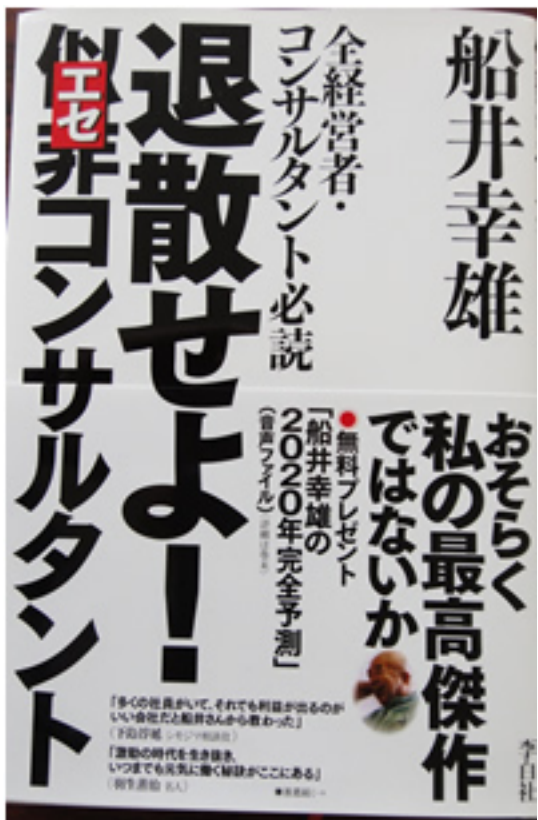 船井幸雄
全経営者・
コンサルタント必読
退散せよ!
似非コンサルタント
エセ
おそらく
私の最高傑作
ではないか
●無料プレゼント
「船井幸雄の
2020年完全予測」
(音声ファイル)
「多くの社員がいて、それでも利益が出るのが
いい会社だと船井さんから教わった」
「激動の時代を生き抜き、
いつまでも元気に働く秘訣がここにある」
李白社